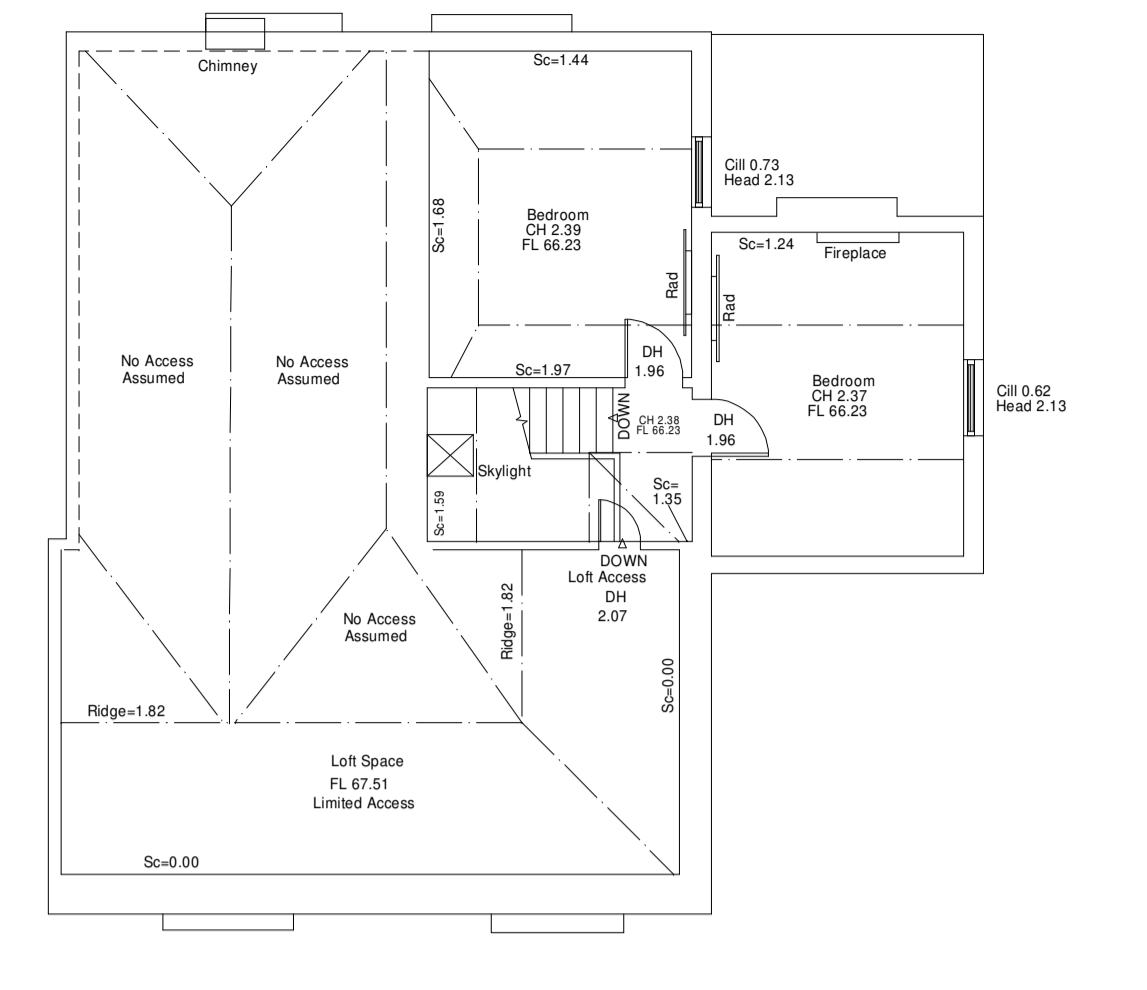 Chimney
Sc=1.44
Cill 0.73
Head 2.13
Sc=1.68
Bedroom
CH 2.39
FL 66.23
Sc=1.24
Fireplace
Rad
Rad
No Access
Assumed
No Access
Assumed
Sc=1.97
DH
1.96
Bedroom
CH 2.37
FL 66.23
Cill 0.62
Head 2.13
DOWN
CH 2.38
FL 66.23
DH
1.96
Skylight
Sc=1.59
Sc=
1.35
DOWN
Loft Access
DH
2.07
Ridge=1.82
No Access
Assumed
Sc=0.00
Ridge=1.82
Loft Space
FL 67.51
Limited Access
Sc=0.00